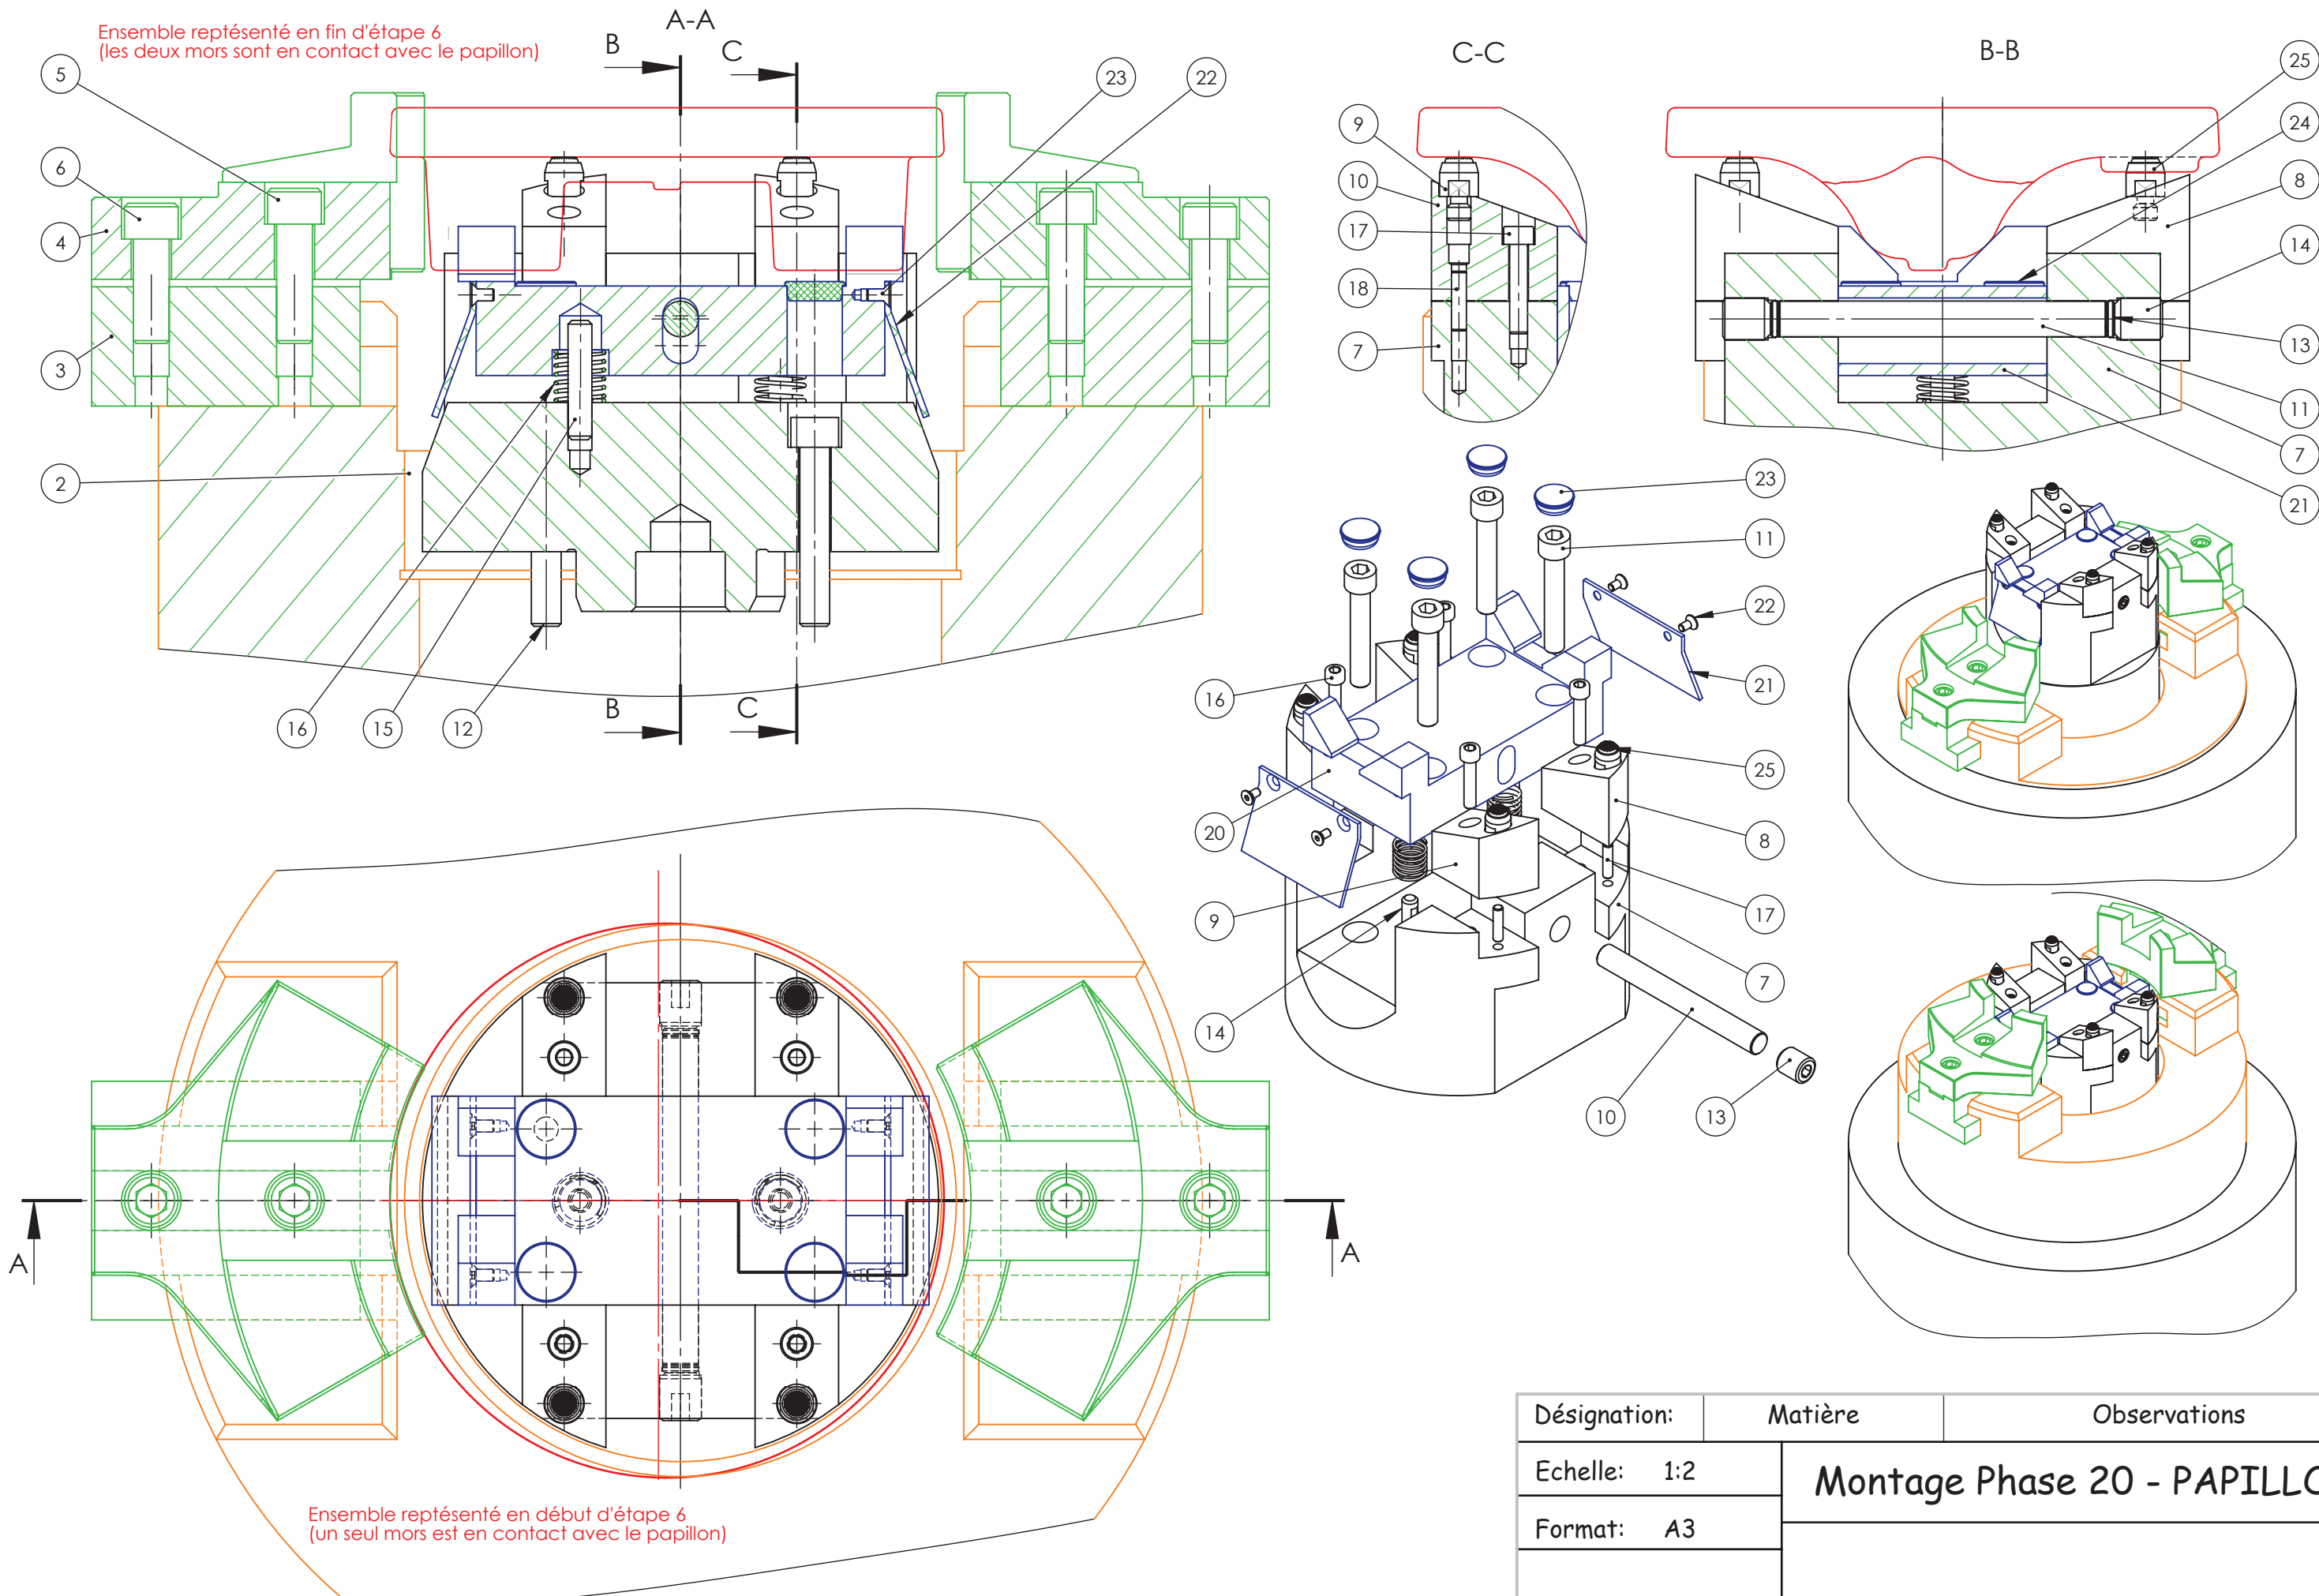 Ensemble reptésenté en fin d'étape 6
(les deux mors sont en contact avec le papillon)
A-A
B
C
5
6
4
3
2
23
22
16
15
12
B
C
C-C
9
10
17
18
7
B-B
25
24
8
14
13
11
7
21
23
11
22
21
16
25
20
8
9
17
7
14
10
13
A
A
Ensemble reptésenté en début d'étape 6
(un seul mors est en contact avec le papillon)
Désignation:
Matière
Observations
Echelle: 1:2
Montage Phase 20 - PAPILLO
Format: A3